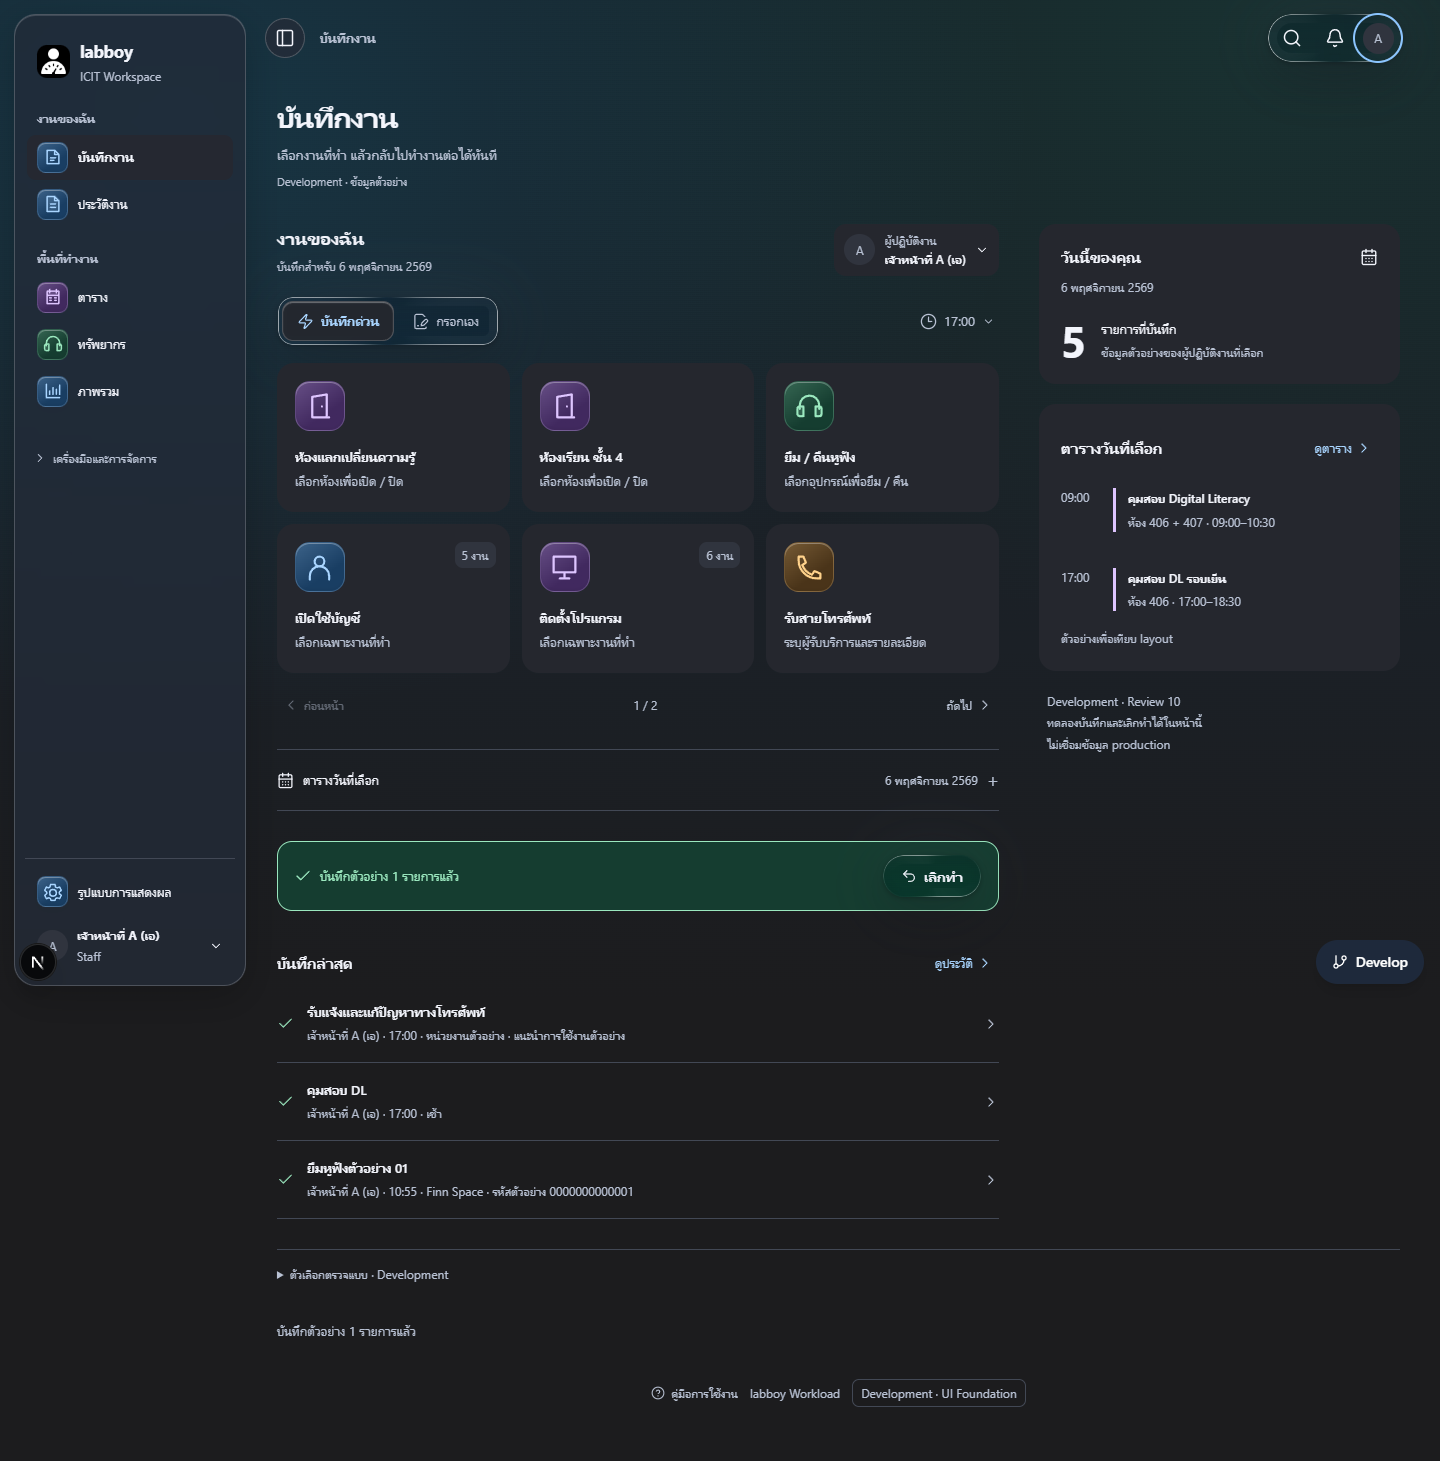 labboy
ICIT Workspace
งานของฉัน
บันทึกงาน
ประวัติงาน
พื้นที่ทำงาน
ตาราง
ทรัพยากร
ภาพรวม
เครื่องมือและการจัดการ
รูปแบบการแสดงผล
A
เจ้าหน้าที่ A (เอ)
Staff
N
บันทึกงาน
A
บันทึกงาน
เลือกงานที่ทำ แล้วกลับไปทำงานต่อได้ทันที
Development · ข้อมูลตัวอย่าง
งานของฉัน
บันทึกสำหรับ 6 พฤศจิกายน 2569
A
ผู้ปฏิบัติงาน
เจ้าหน้าที่ A (เอ)
บันทึกด่วน
กรอกเอง
17:00
ห้องแลกเปลี่ยนความรู้
เลือกห้องเพื่อเปิด / ปิด
ห้องเรียน ชั้น 4
เลือกห้องเพื่อเปิด / ปิด
ยืม / คืนหูฟัง
เลือกอุปกรณ์เพื่อยืม / คืน
5 งาน
เปิดใช้บัญชี
เลือกเฉพาะงานที่ทำ
6 งาน
ติดตั้งโปรแกรม
เลือกเฉพาะงานที่ทำ
รับสายโทรศัพท์
ระบุผู้รับบริการและรายละเอียด
ก่อนหน้า
1 / 2
ถัดไป
ตารางวันที่เลือก
6 พฤศจิกายน 2569
บันทึกตัวอย่าง 1 รายการแล้ว
เลิกทำ
บันทึกล่าสุด
ดูประวัติ
รับแจ้งและแก้ปัญหาทางโทรศัพท์
เจ้าหน้าที่ A (เอ) · 17:00 · หน่วยงานตัวอย่าง · แนะนำการใช้งานตัวอย่าง
คุมสอบ DL
เจ้าหน้าที่ A (เอ) · 17:00 · เช้า
ยืมหูฟังตัวอย่าง 01
เจ้าหน้าที่ A (เอ) · 10:55 · Finn Space · รหัสตัวอย่าง 0000000000001
วันนี้ของคุณ
6 พฤศจิกายน 2569
5
รายการที่บันทึก
ข้อมูลตัวอย่างของผู้ปฏิบัติงานที่เลือก
ตารางวันที่เลือก
ดูตาราง
09:00
คุมสอบ Digital Literacy
ห้อง 406 + 407 · 09:00–10:30
17:00
คุมสอบ DL รอบเย็น
ห้อง 406 · 17:00–18:30
ตัวอย่างเพื่อเทียบ layout
Development · Review 10
ทดลองบันทึกและเลิกทำได้ในหน้านี้
ไม่เชื่อมข้อมูล production
Develop
ตัวเลือกตรวจแบบ · Development
บันทึกตัวอย่าง 1 รายการแล้ว
คู่มือการใช้งาน
labboy Workload
Development · UI Foundation